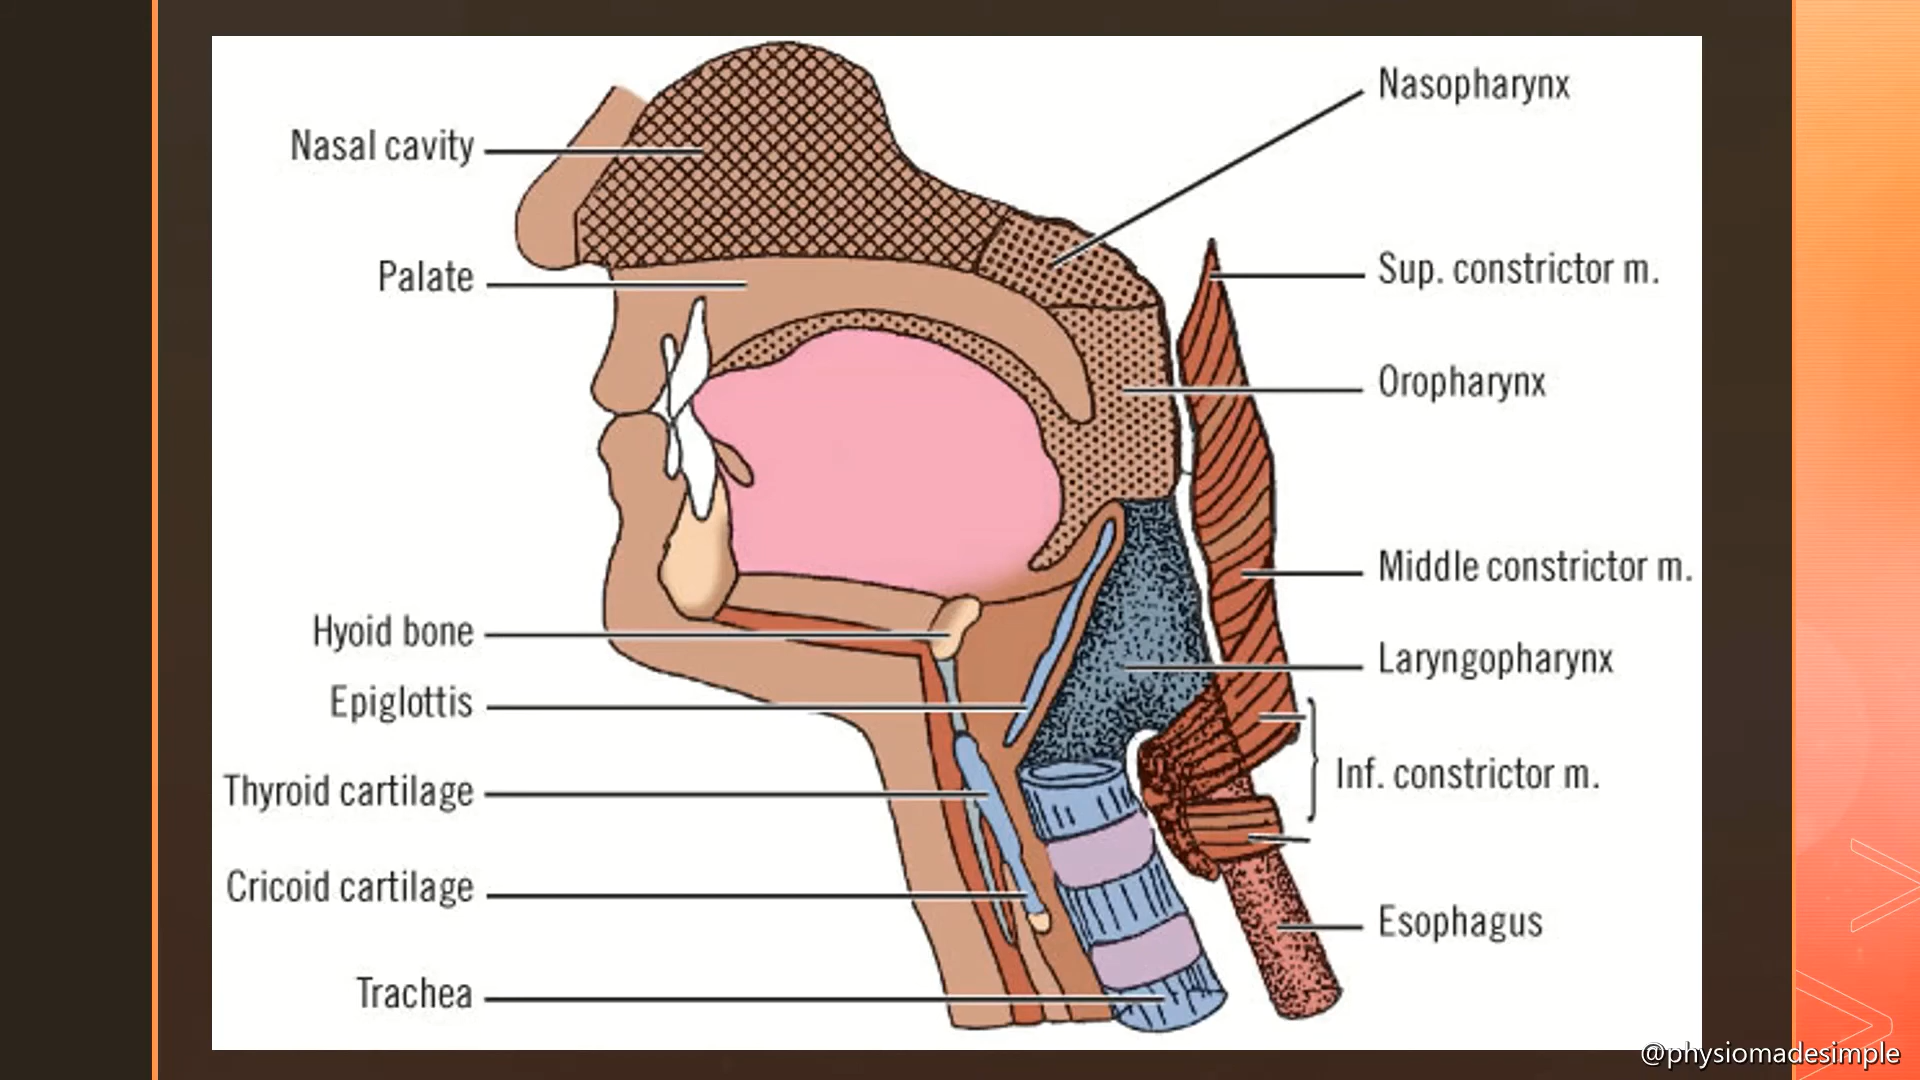 Nasal cavity
Palate
Hyoid bone
Epiglottis
Thyroid cartilage
Cricoid cartilage
Trachea
Nasopharynx
Sup. constrictor m.
Oropharynx
Middle constrictor m.
Laryngopharynx
Inf. constrictor m.
Esophagus
@physiomadesimple